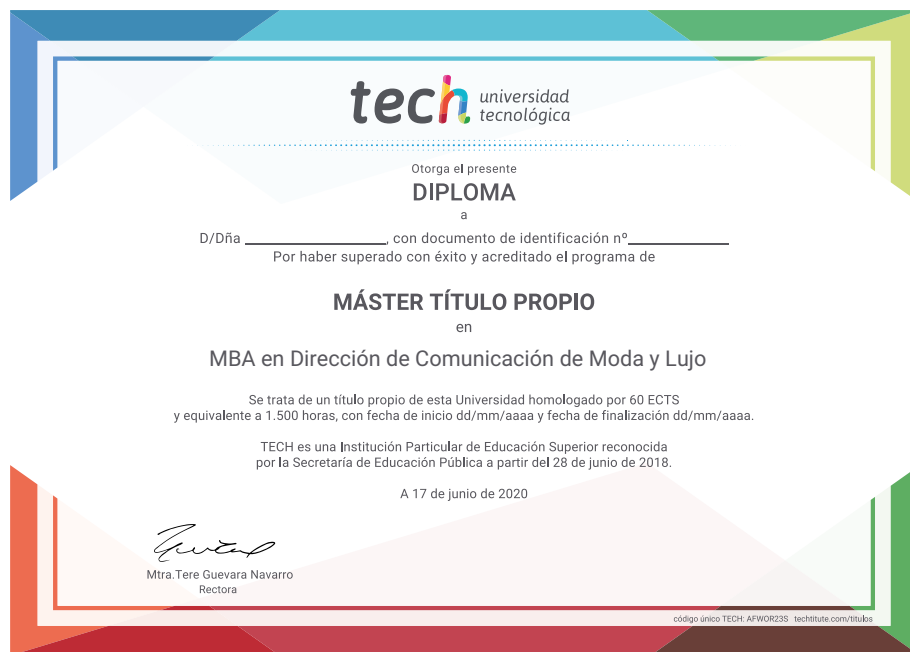 tech universidad
tecnológica
Otorga el presente
DIPLOMA
a
D/Dña ____________________, con documento de identificación nº______________
Por haber superado con éxito y acreditado el programa de
MÁSTER TÍTULO PROPIO
en
MBA en Dirección de Comunicación de Moda y Lujo
Se trata de un título propio de esta Universidad homologado por 60 ECTS
y equivalente a 1.500 horas, con fecha de inicio dd/mm/aaaa y fecha de finalización dd/mm/aaaa.
TECH es una Institución Particular de Educación Superior reconocida
por la Secretaría de Educación Pública a partir del 28 de junio de 2018.
A 17 de junio de 2020
Mtra.Tere Guevara Navarro
Rectora
código único TECH: AFWOR23S techtitute.com/titulos